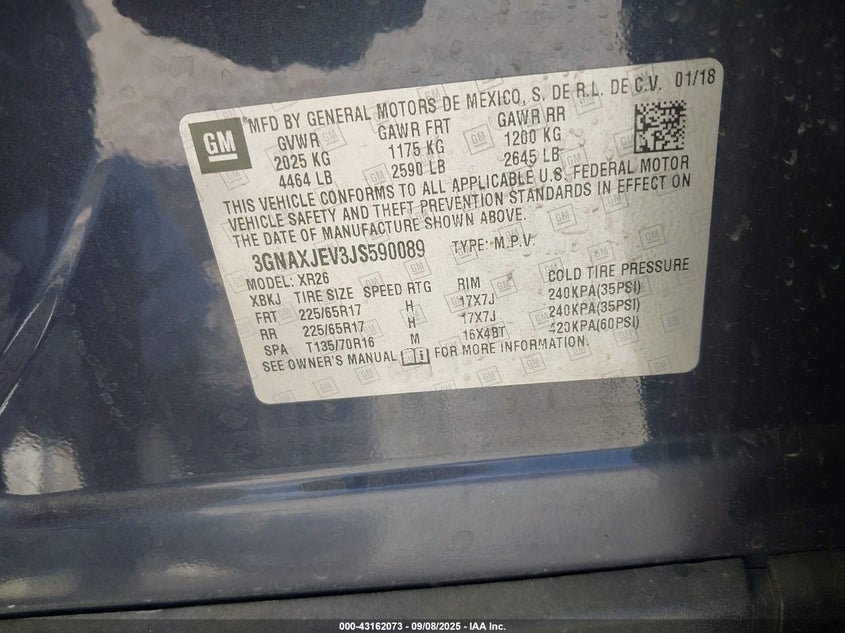 GM
*MFD BY GENERAL MOTORS DE MEXICO, S. DE R.L. DE C.V. 01/18
GVWR GAWR FRT GAWR RR
2025 KG 1175 KG 1200 KG
4464 LB 2590 LB 2645 LB
THIS VEHICLE CONFORMS TO ALL APPLICABLE U.S. FEDERAL MOTOR
VEHICLE SAFETY AND THEFT PREVENTION STANDARDS IN EFFECT ON
THE DATE OF MANUFACTURE SHOWN ABOVE.
3GNAXJEV3JS590089 TYPE: M.P.V.
MODEL: XR26
XBKJ TIRE SIZE SPEED RTG RIM COLD TIRE PRESSURE
FRT 225/65R17 H 17X7J 240KPA(35PSI)
RR 225/65R17 H 17X7J 240KPA(35PSI)
SPA T135/70R16 M 16X4BT 420KPA(60PSI)
SEE OWNER'S MANUAL FOR MORE INFORMATION.
000-43162073 - 09/08/2025 - IAA Inc.